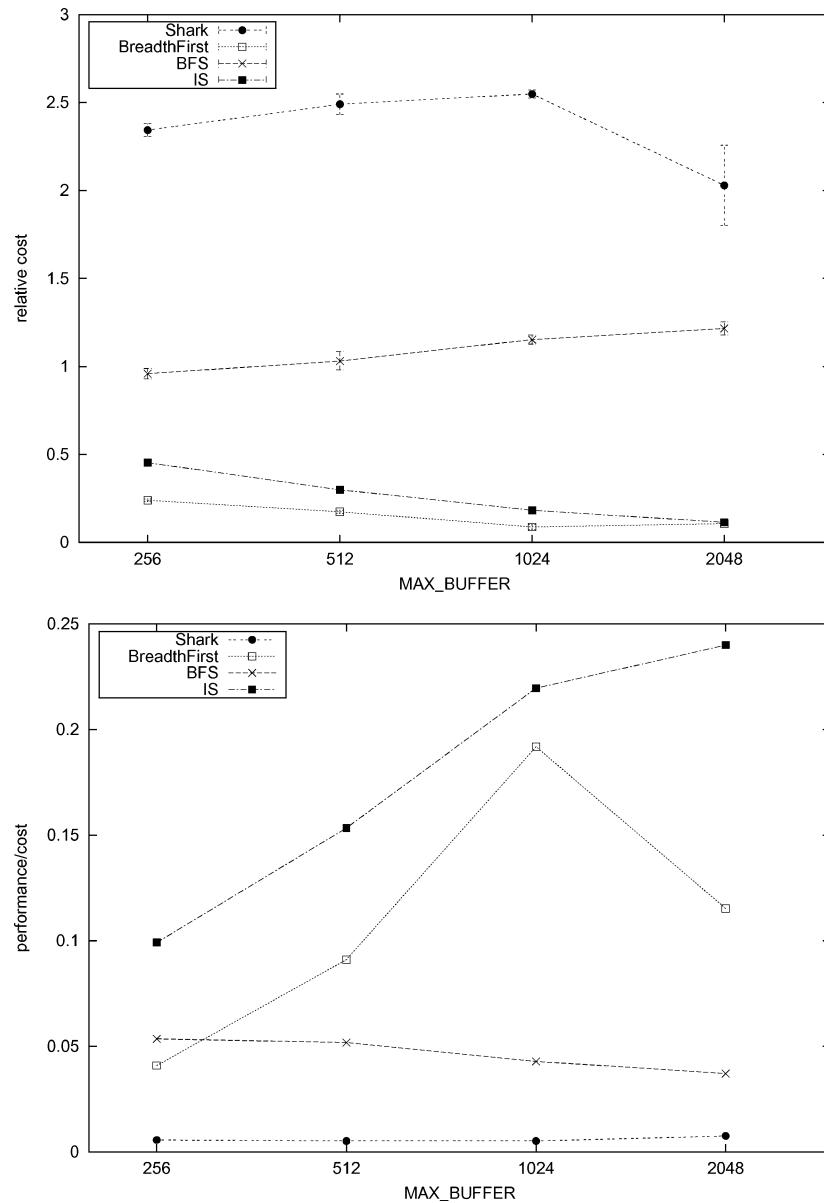 3
2.5
2
1.5
1
0.5
0
relative cost
Shark
BreadthFirst
BFS
IS
256 512 1024 2048
MAX_BUFFER
0.25
0.2
0.15
0.1
0.05
0
performance/cost
Shark
BreadthFirst
BFS
IS
256 512 1024 2048
MAX_BUFFER